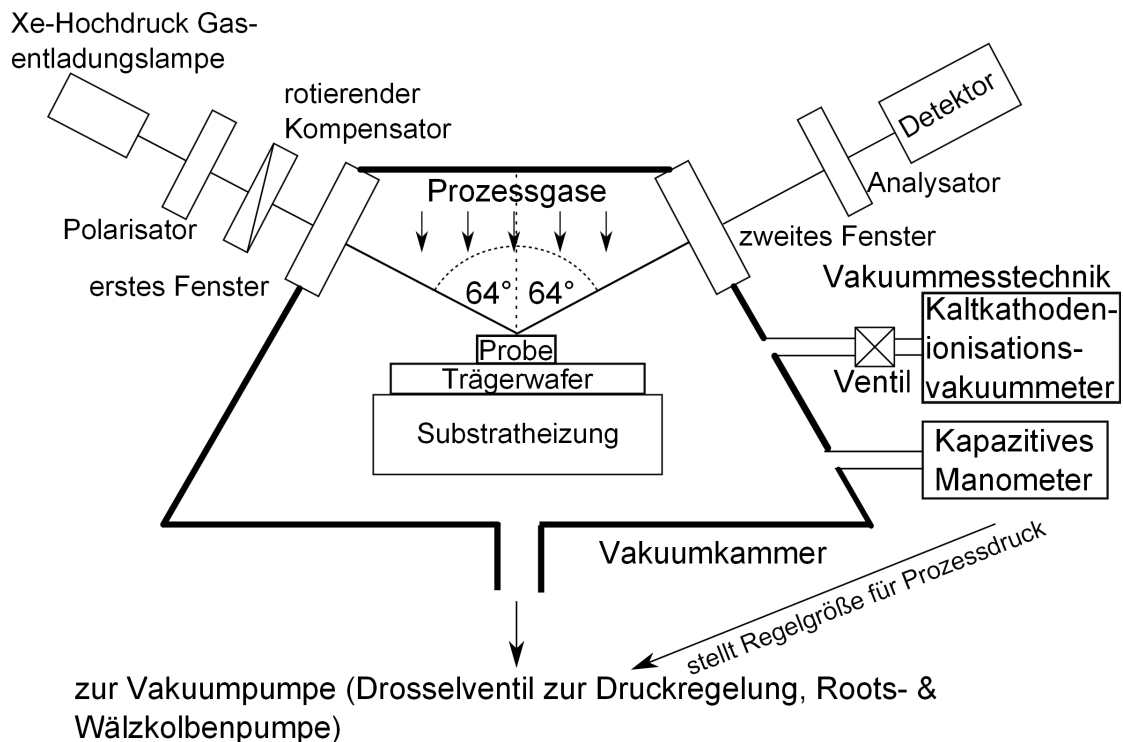 Xe-Hochdruck Gas-
entladungslampe
rotierender
Kompensator
Polarisator
erstes Fenster
Prozessgase
64° 64°
Detektor
Analysator
zweites Fenster
Vakuummesstechnik
Kaltkathoden-
ionisations-
vakuummeter
Ventil
Probe
Trägerwafer
Substratheizung
Kapazitives
Manometer
Vakuumkammer
stellt Regelgröße für Prozessdruck
zur Vakuumpumpe (Drosselventil zur Druckregelung, Roots- &
Wälzkolbenpumpe)